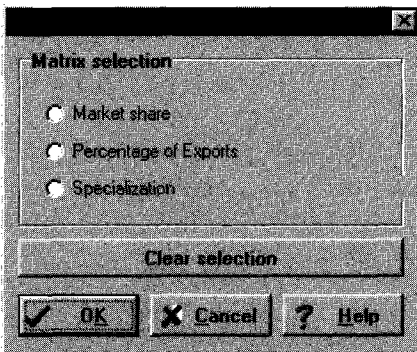 Matrix selection
Market share
Percentage of Exports
Specialization
Clear selection
OK Cancel Help